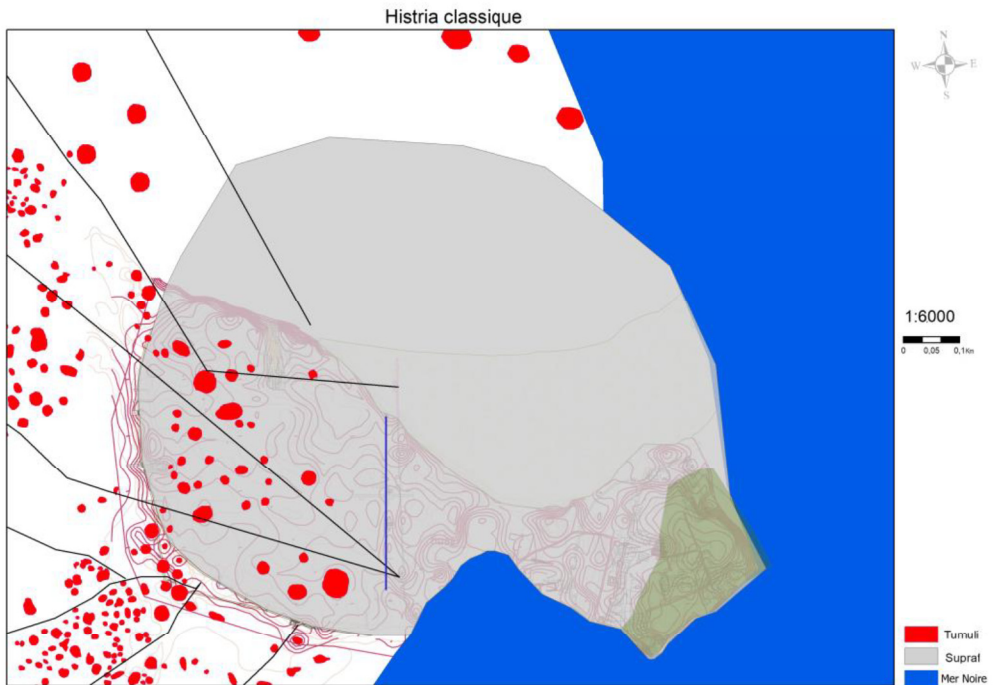 Histria classique
N
W E
S
1:6000
0 0,05 0,1Km
Tumuli
Supraf
Mer Noire